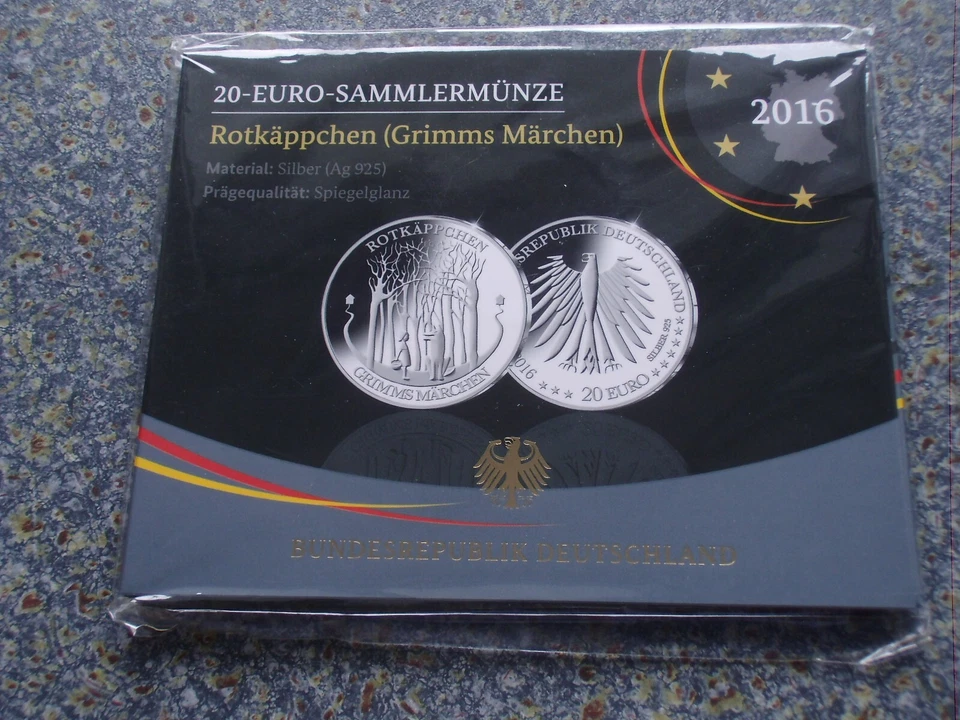 20-EURO-SAMMLERMÜNZE
2016
Rotkäppchen (Grimms Märchen)
Material: Silber (Ag 925)
Prägequalität: Spiegelglanz
ROTKÄPPCHEN
GRIMMS MÄRCHEN
SREPUBLIK DEUTSCHLAND
SILBER 925
2016
20 EURO
BUNDESREPUBLIK DEUTSCHLAND